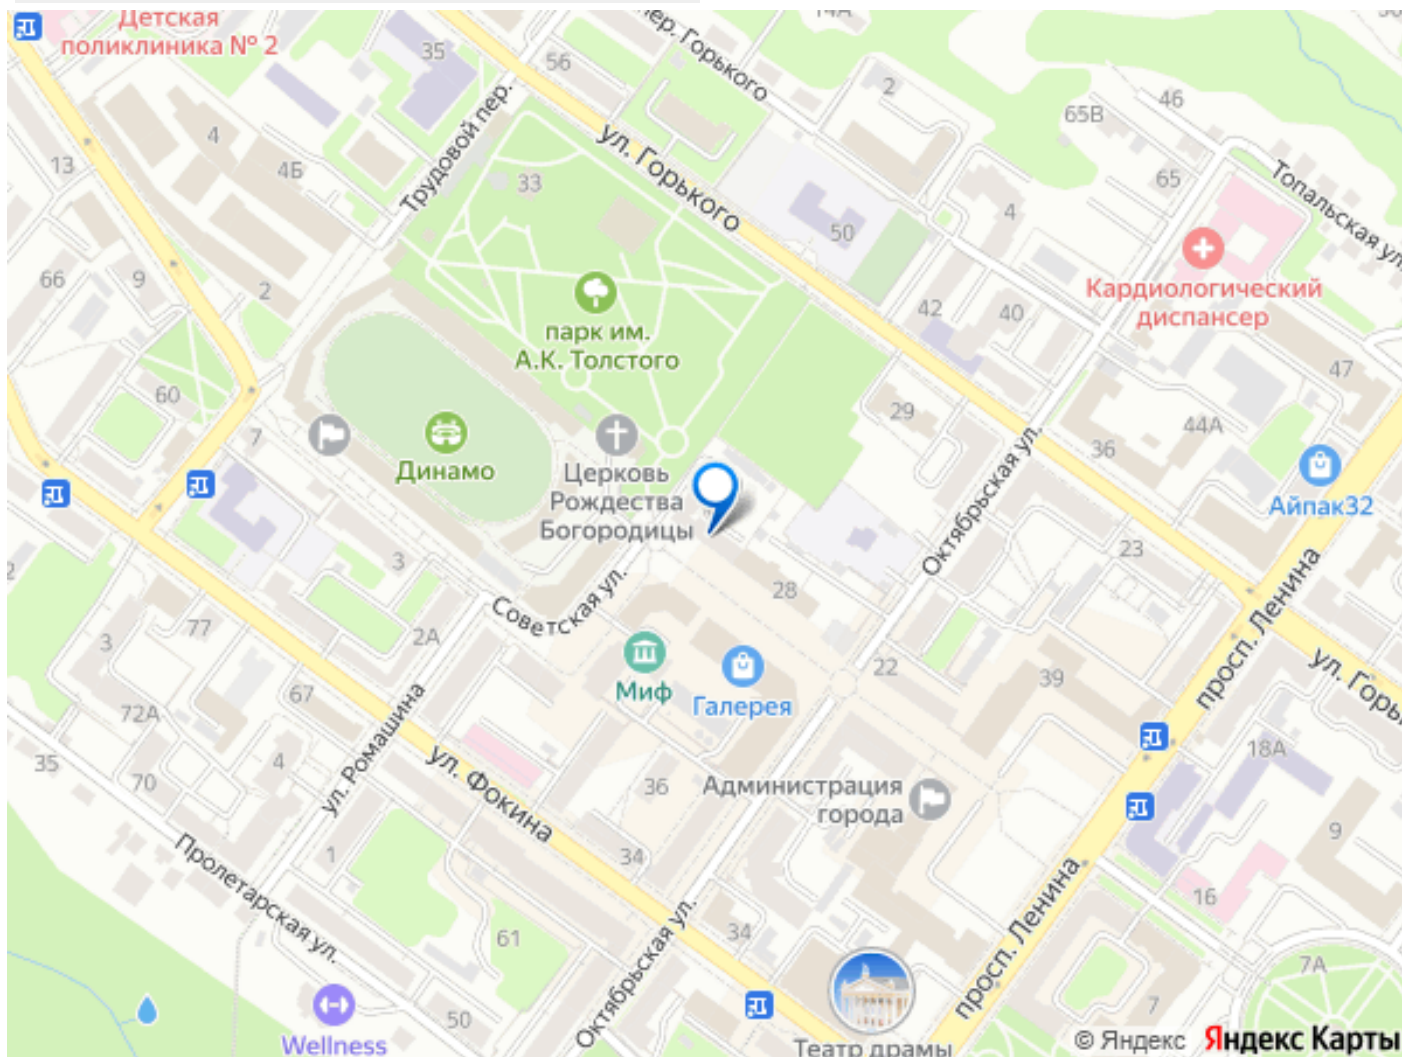 Детская
поликлиника № 2
35
56
пер. Горького
14А
2
65В
46
4
13
4Б
Трудовой пер.
33
ул. Горького
50
4
65
Топальская ул.
66
9
2
Кардиологический
диспансер
парк им.
А.К. Толстого
42
40
47
60
29
44А
7
Динамо
Церковь
Рождества
Богородицы
36
Айпак32
Октябрьская ул.
23
3
28
Советская ул.
77
2А
3
22
39
просп. Ленина
ул. Горь
Миф
Галерея
67
72А
ул. Ромашина
35
70
4
ул. Фокина
36
Администрация
города
18А
9
Пролетарская ул.
1
34
16
61
34
Октябрьская ул.
просп. Ленина
7А
7
50
Wellness
Театр драмы
© Яндекс Яндекс Карты